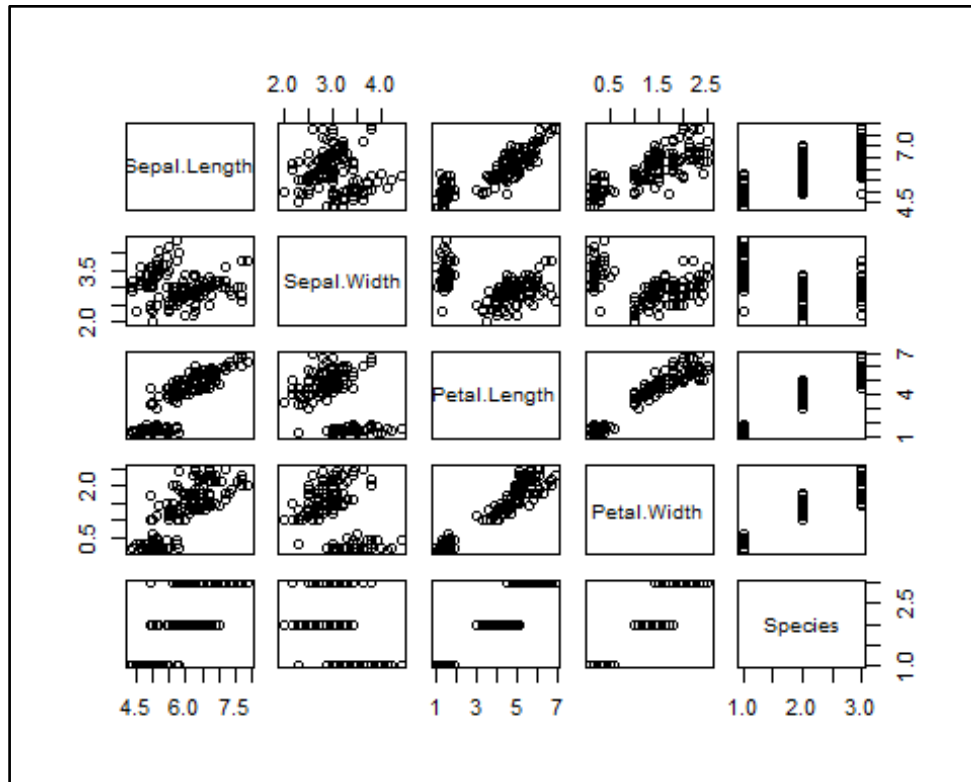 2.0 3.0 4.0
0.5 1.5 2.5
Sepal.Length
4.5 7.0
2.0 3.5
Sepal.Width
Petal.Length
1 4 7
0.5 2.0
Petal.Width
Species
1.0 2.5
4.5 6.0 7.5
1 3 5 7
1.0 2.0 3.0